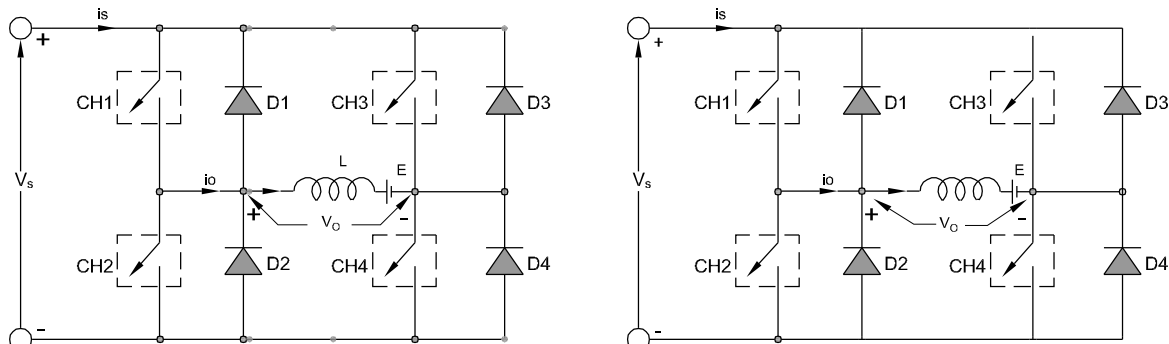 is
+
CH1
D1
CH3
D3
L
E
Vs
io
+
Vo
-
CH2
D2
CH4
D4
-
is
+
CH1
D1
CH3
D3
E
Vs
io
+
Vo
-
CH2
D2
CH4
D4
-